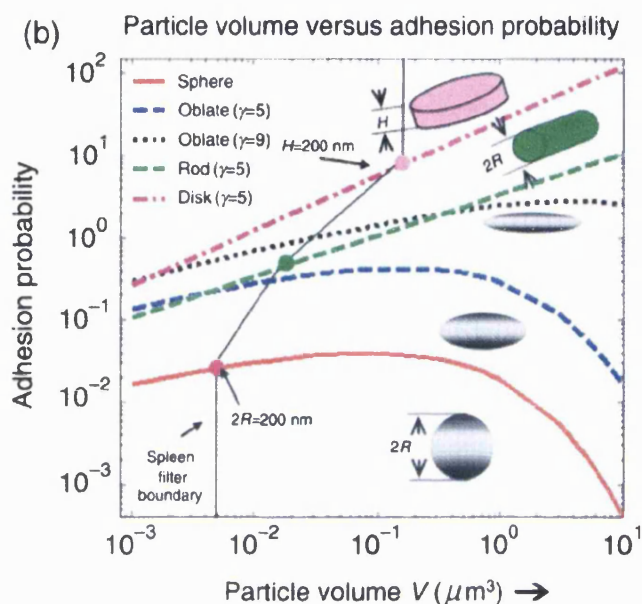 (b) Particle volume versus adhesion probability
10²
10¹
10⁰
10⁻¹
10⁻²
10⁻³
Adhesion probability
Sphere
Oblate (γ=5)
Oblate (γ=9)
Rod (γ=5)
Disk (γ=5)
H
H=200 nm
2R
2R=200 nm
2R
Spleen
filter
boundary
10⁻³ 10⁻² 10⁻¹ 10⁰ 10¹
Particle volume V (μm³) →